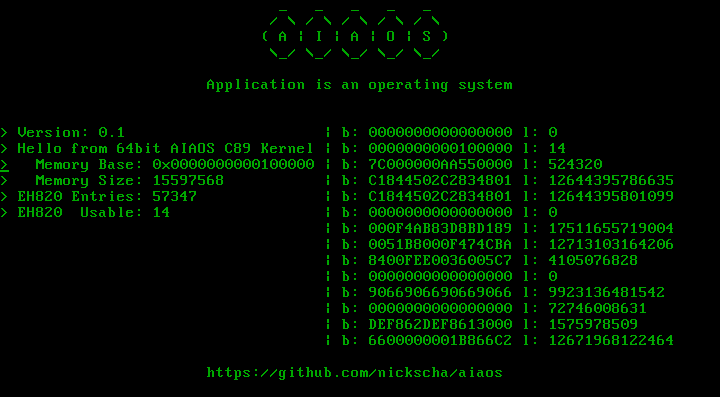 ( A | I | A | O | S )
Application is an operating system
> Version: 0.1 | b: 0000000000000000 l: 0
> Hello from 64bit AIAOS C89 Kernel | b: 0000000000100000 l: 14
>   Memory Base: 0x0000000000100000 | b: 7C000000AA550000 l: 524320
>   Memory Size: 15597568 | b: C1844502C2834801 l: 12644395786635
> EH820 Entries: 57347 | b: C1844502C2834801 l: 12644395801099
> EH820  Usable: 14 | b: 0000000000000000 l: 0
| b: 000F4AB83D8BD189 l: 17511655719004
| b: 0051B8000F474CBA l: 12713103164206
| b: 8400FEE0036005C7 l: 4105076828
| b: 0000000000000000 l: 0
| b: 9066906690669066 l: 9923136481542
| b: 0000000000000000 l: 72746008631
| b: DEF862DEF8613000 l: 1575978509
| b: 6600000001B866C2 l: 12671968122464
https://github.com/nickscha/aiaos